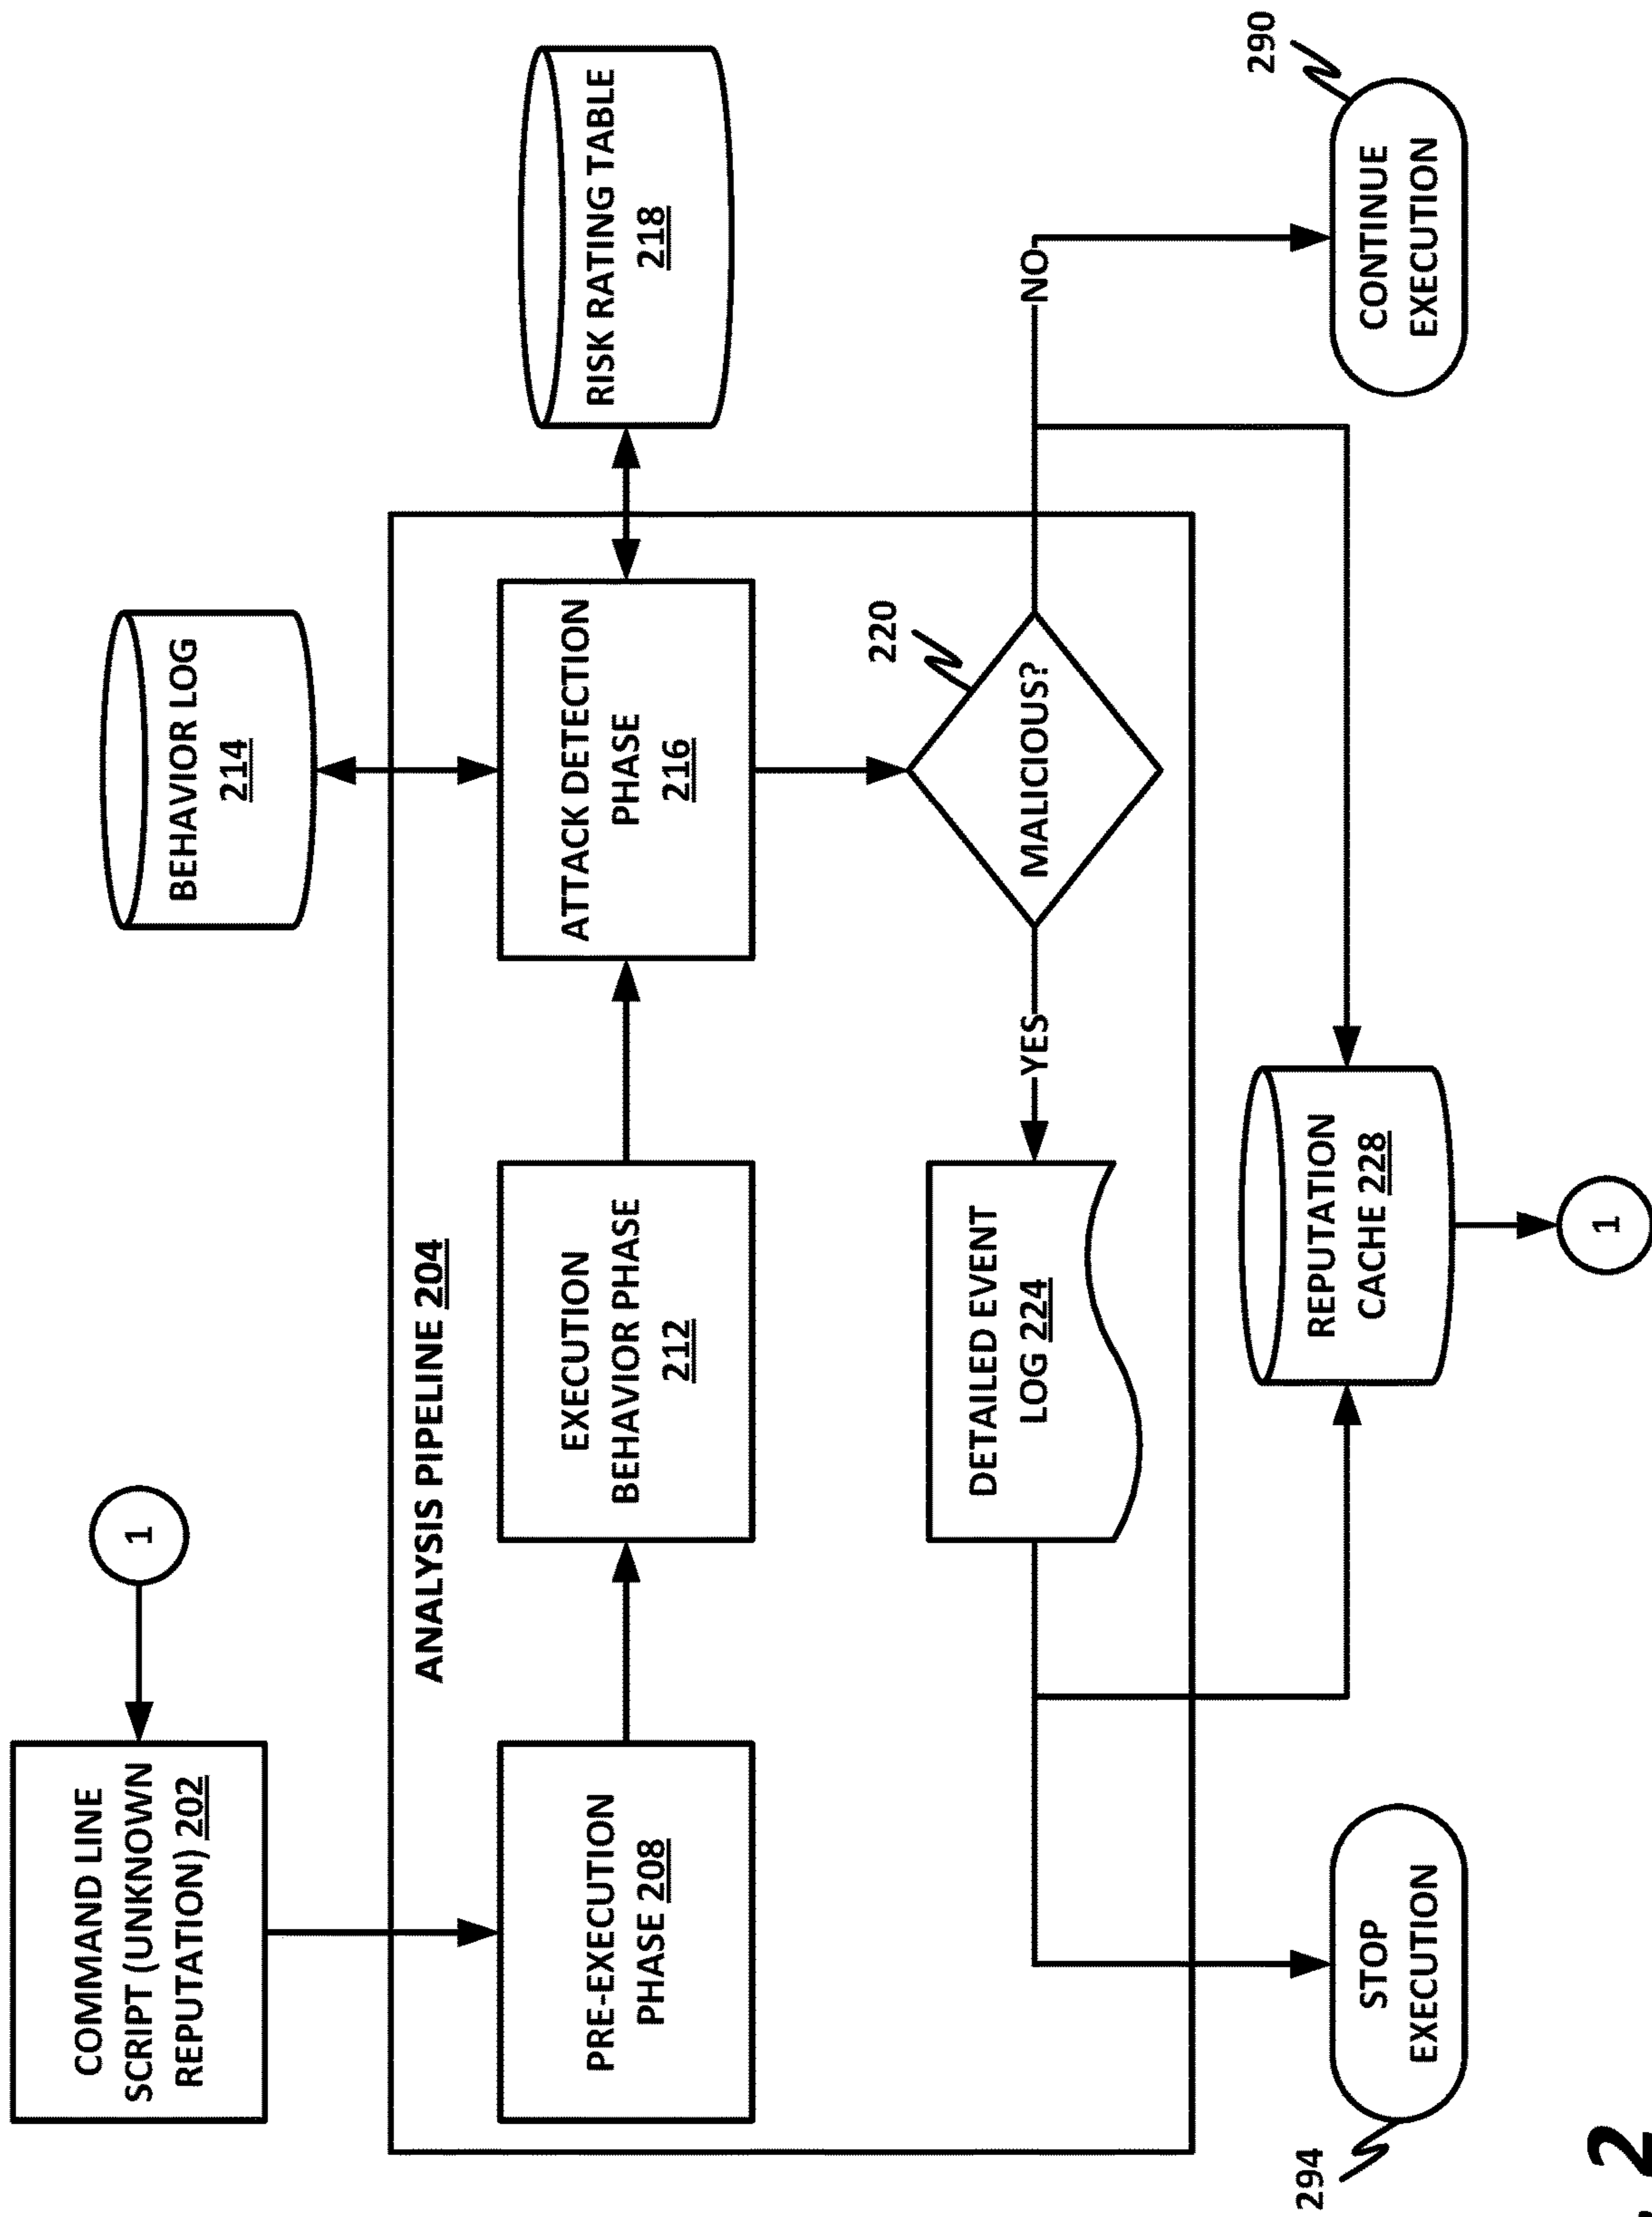 COMMAND LINE
SCRIPT (UNKNOWN
REPUTATION) 202
1
BEHAVIOR LOG
214
ANALYSIS PIPELINE 204
PRE-EXECUTION
PHASE 208
EXECUTION
BEHAVIOR PHASE
212
ATTACK DETECTION
PHASE
216
RISK RATING TABLE
218
220
DETAILED EVENT
LOG 224
YES
MALICIOUS?
NO
294
STOP
EXECUTION
REPUTATION
CACHE 228
290
CONTINUE
EXECUTION
1
2